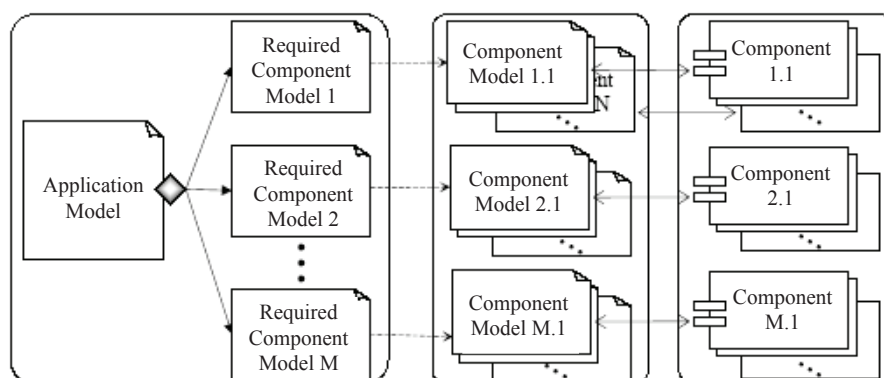 Application
Model
Required
Component
Model 1
Required
Component
Model 2
Required
Component
Model M
Component
Model 1.1
N
Component
Model 2.1
Component
Model M.1
Component
1.1
Component
2.1
Component
M.1